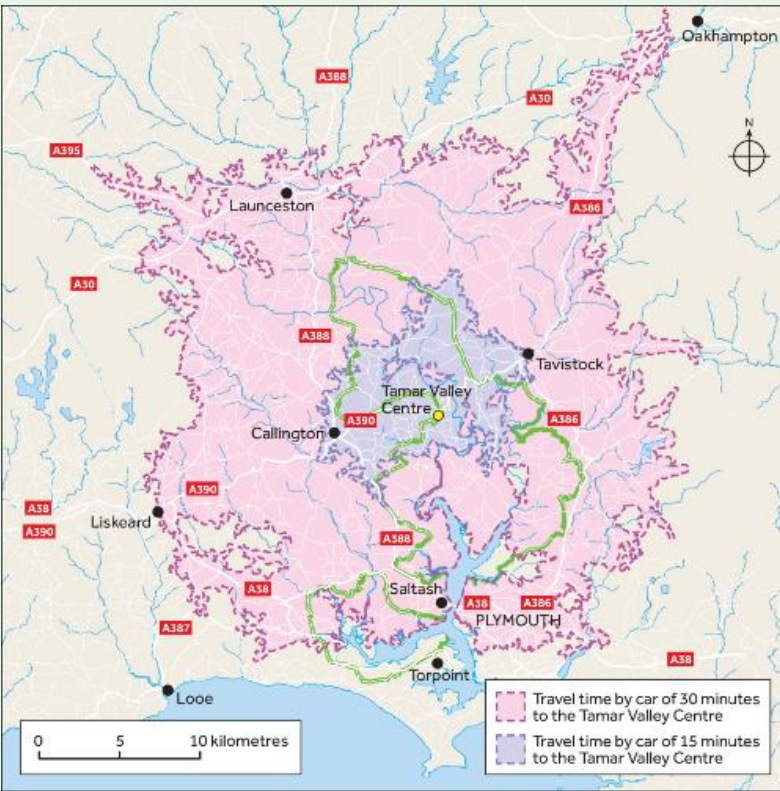 Oakhampton
A388
A30
N
A395
Launceston
A386
A30
A388
Tavistock
Tamar Valley
Centre
A390
A386
Callington
A390
A38
A390
Liskeard
A388
A38
Saltash
A38
A386
PLYMOUTH
A387
A38
Torpoint
Looe
Travel time by car of 30 minutes
to the Tamar Valley Centre
Travel time by car of 15 minutes
to the Tamar Valley Centre
0 5 10 kilometres